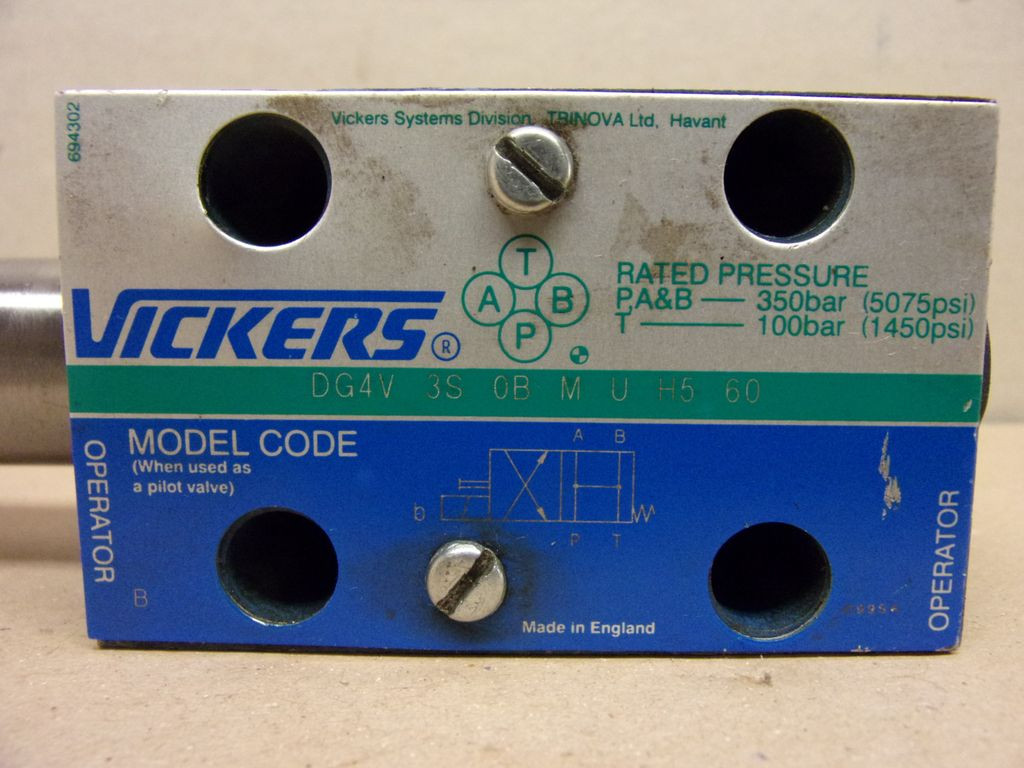 694302
Vickers Systems Division, TRINOVA Ltd, Havant
T
A B
P
VICKERS ®
RATED PRESSURE
P,A&B — 350bar (5075psi)
T — 100bar (1450psi)
DG4V 3S 0B M U H5 60
OPERATOR
MODEL CODE
(When used as
a pilot valve)
A B
b
P T
B
Made in England
OPERATOR